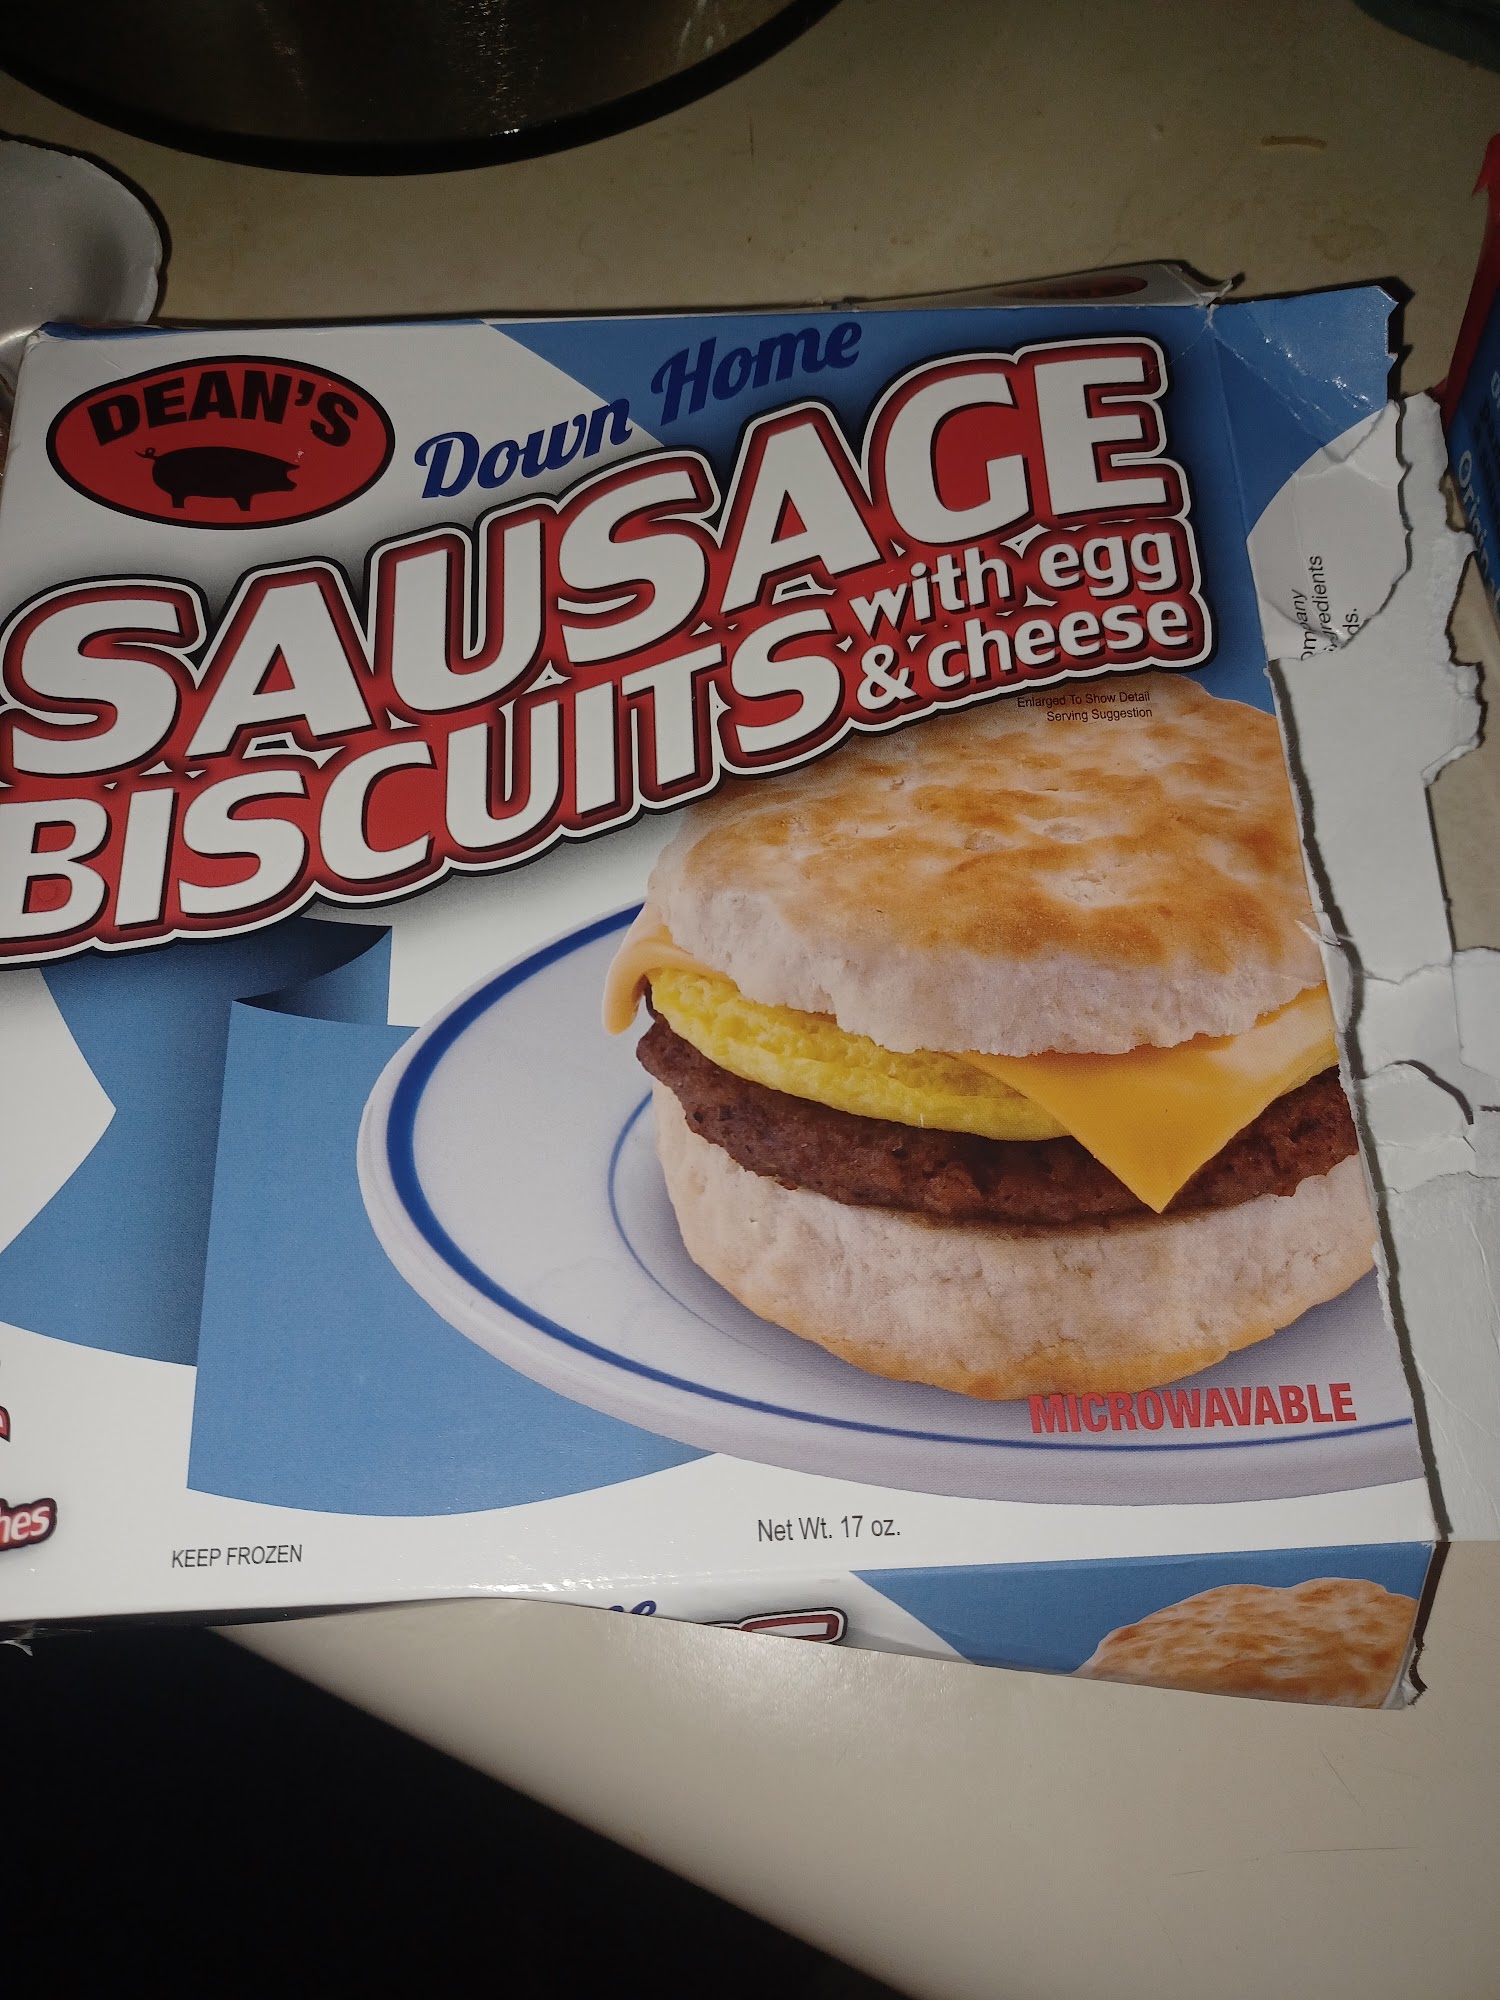 DEAN'S
Down Home
SAUSAGE
BISCUITS
with egg
& cheese
Enlarged To Show Detail
Serving Suggestion
MICROWAVABLE
Net Wt. 17 oz.
KEEP FROZEN